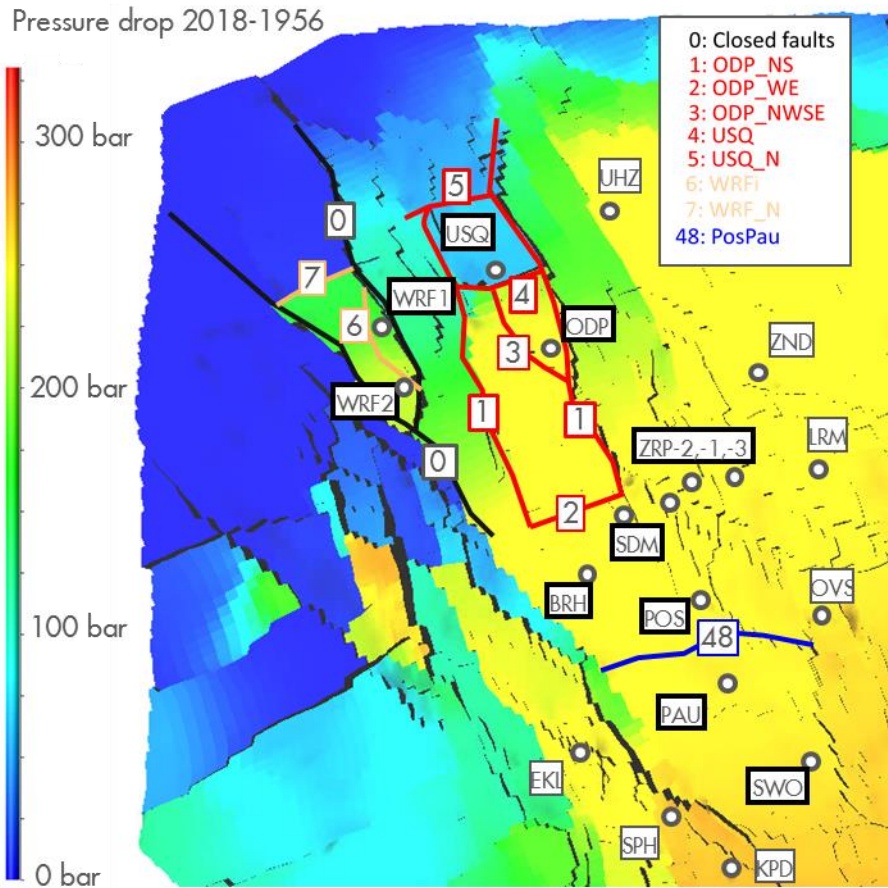 Pressure drop 2018-1956
0: Closed faults
1: ODP_NS
2: ODP_WE
3: ODP_NWSE
4: USQ
5: USQ_N
6: WRFi
7: WRF_N
48: PosPau
300 bar
UHZ
5
0
USQ
7
WRF1
4
6
ODP
3
ZND
200 bar
WRF2
1
1
ZRP-2,-1,-3
LRM
0
2
SDM
BRH
POS
OVS
100 bar
48
PAU
EKL
SWO
SPH
KPD
0 bar